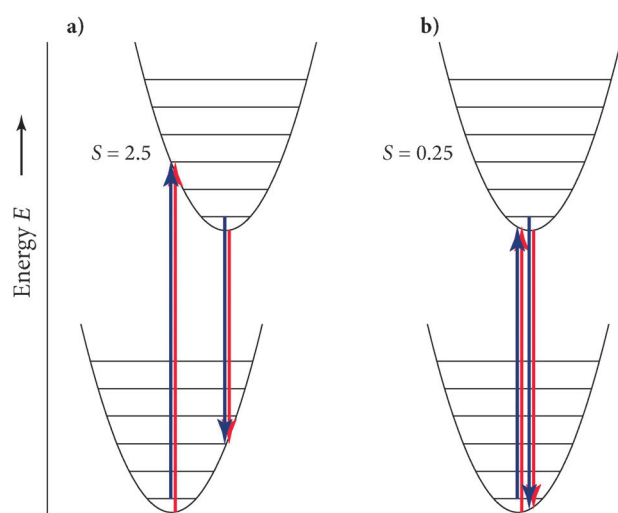 a)
b)
S = 2.5
S = 0.25
Energy E